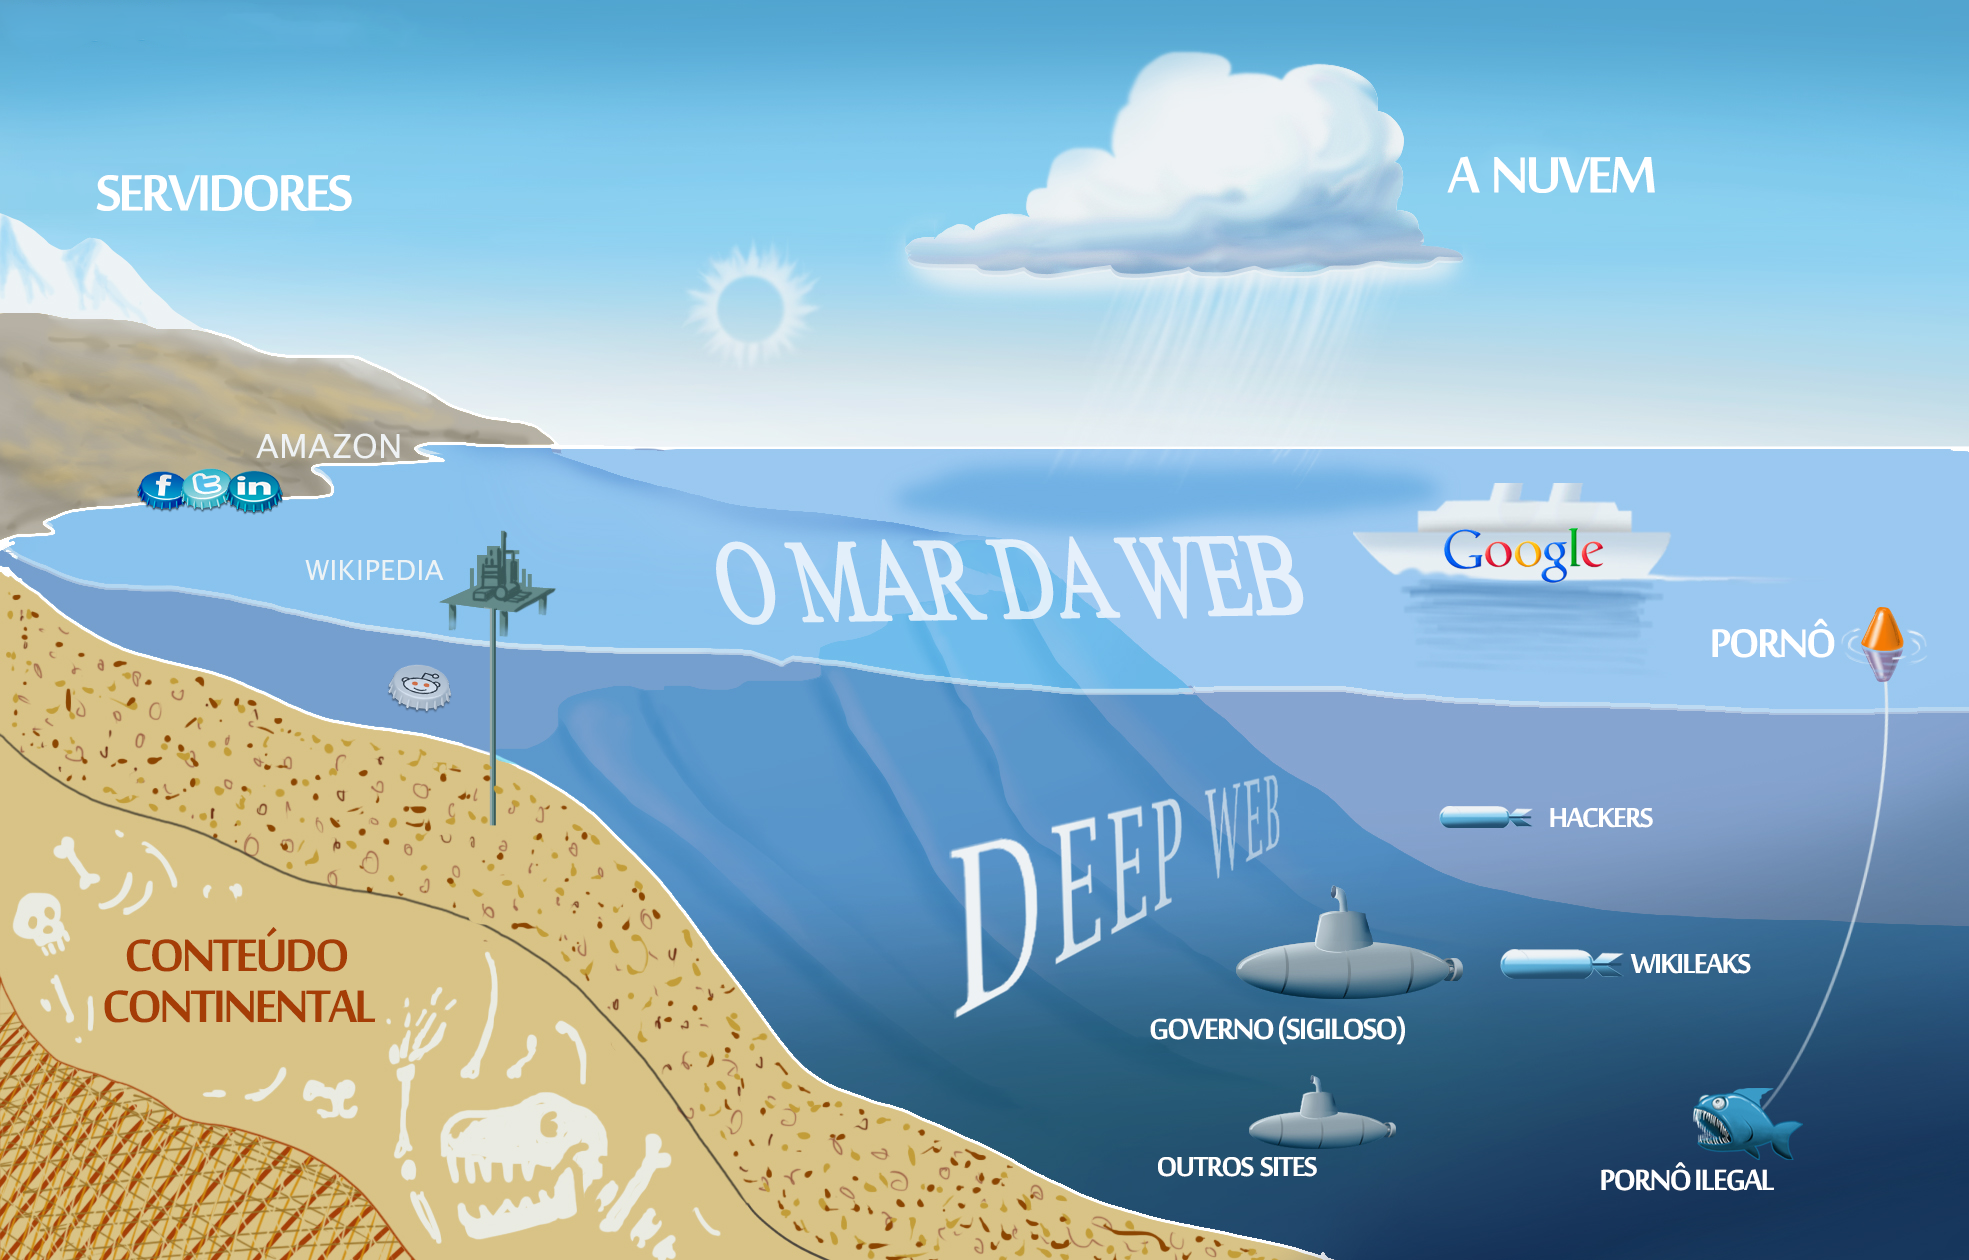 SERVIDORES
A NUVEM
AMAZON
f t in
WIKIPEDIA
O MAR DA WEB
Google
PORNÔ
DEEP WEB
HACKERS
WIKILEAKS
GOVERNO (SIGILOSO)
OUTROS SITES
PORNÔ ILEGAL
CONTEÚDO
CONTINENTAL